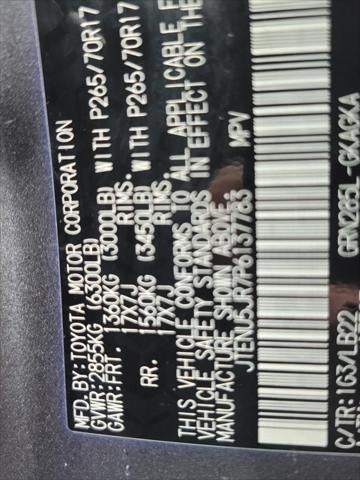 MFD. BY: TOYOTA MOTOR CORPORATION
GVWR: 2855KG (6300LB)
GAWR: FRT. 1360KG (3000LB) WITH P265/70R17
17X7J RIMS.
RR. 1560KG (3450LB) WITH P265/70R17
17X7J RIMS.
THIS VEHICLE CONFORMS TO ALL APPLICABLE F
VEHICLE SAFETY STANDARDS IN EFFECT ON THE
MANUFACTURE SHOWN ABOVE.
JTENU5JR7P6137763 MPV
C/TR: 1G3/LB22 GRN285L-GKAGKA